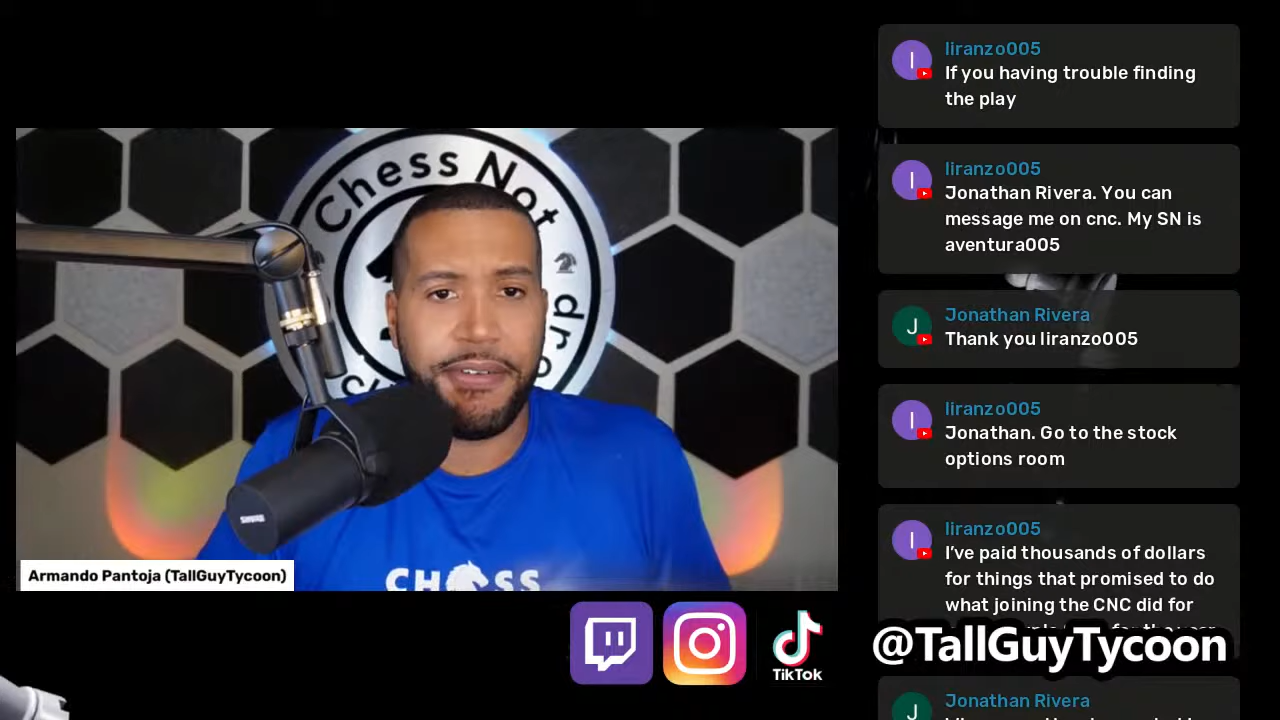 Chess Not
CHESS
SHURE
Armando Pantoja (TallGuyTycoon)
TikTok
liranzo005
If you having trouble finding
the play
liranzo005
Jonathan Rivera. You can
message me on cnc. My SN is
aventura005
J
Jonathan Rivera
Thank you liranzo005
liranzo005
Jonathan. Go to the stock
options room
liranzo005
I've paid thousands of dollars
for things that promised to do
what joining the CNC did for
@TallGuyTycoon
J
Jonathan Rivera